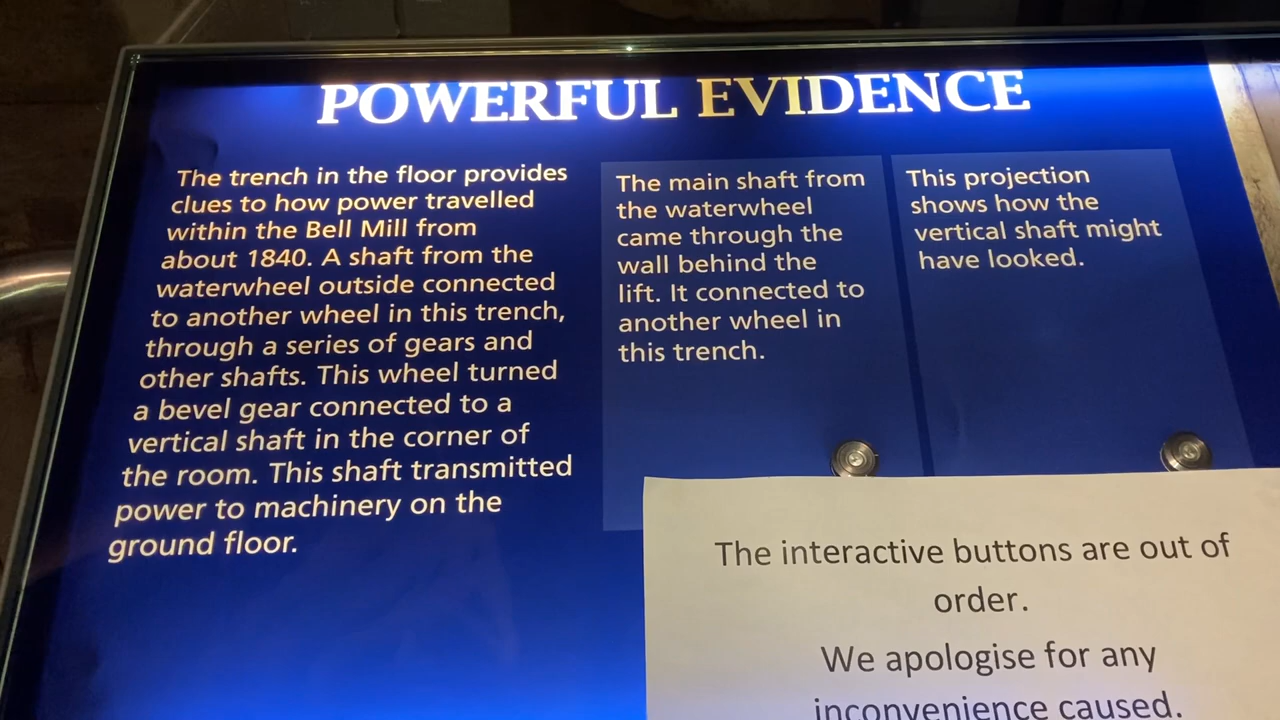 POWERFUL EVIDENCE
The trench in the floor provides
clues to how power travelled
within the Bell Mill from
about 1840. A shaft from the
waterwheel outside connected
to another wheel in this trench,
through a series of gears and
other shafts. This wheel turned
a bevel gear connected to a
vertical shaft in the corner of
the room. This shaft transmitted
power to machinery on the
ground floor.
The main shaft from
the waterwheel
came through the
wall behind the
lift. It connected to
another wheel in
this trench.
This projection
shows how the
vertical shaft might
have looked.
The interactive buttons are out of
order.
We apologise for any
inconvenience caused.